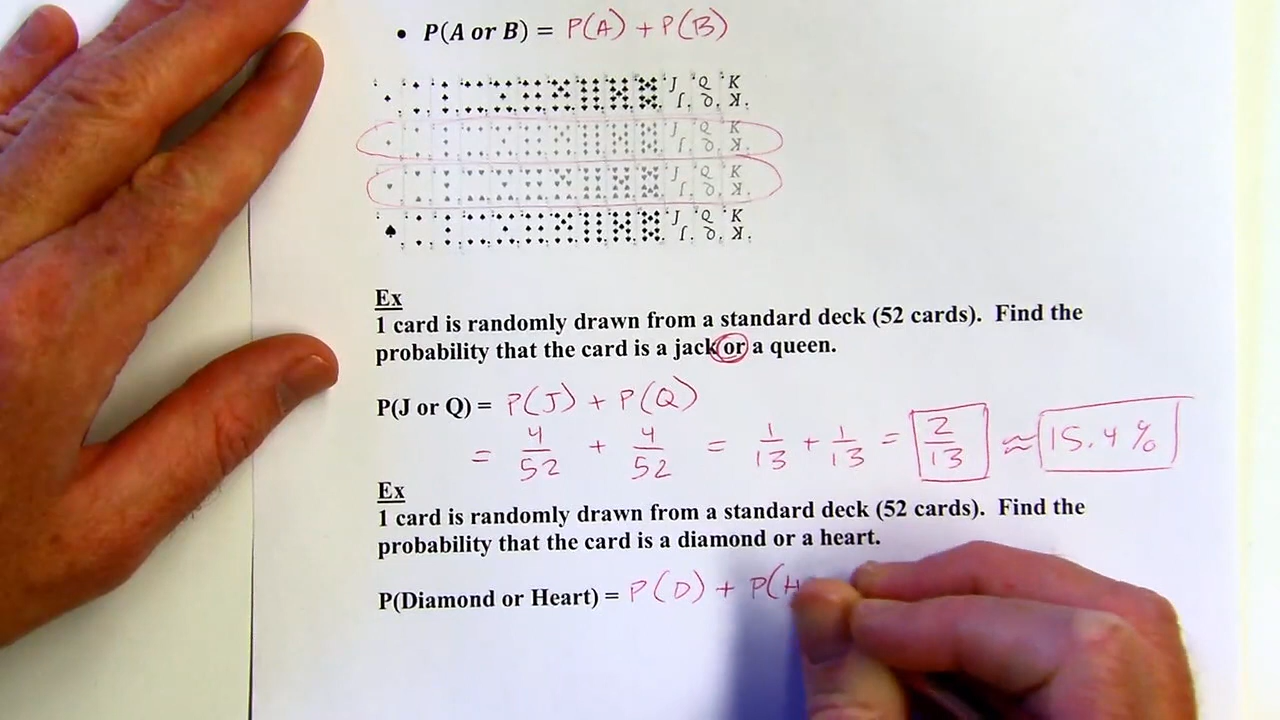 • P(A or B) = P(A) + P(B)
J Q K
J Q K
J Q K
J Q K
J Q K
J Q K
J Q K
J Q K
Ex
1 card is randomly drawn from a standard deck (52 cards). Find the
probability that the card is a jack or a queen.
P(J or Q) = P(J) + P(Q)
= 4/52 + 4/52 = 1/13 + 1/13 = 2/13 ≈ 15.4%
Ex
1 card is randomly drawn from a standard deck (52 cards). Find the
probability that the card is a diamond or a heart.
P(Diamond or Heart) = P(D) + P(H